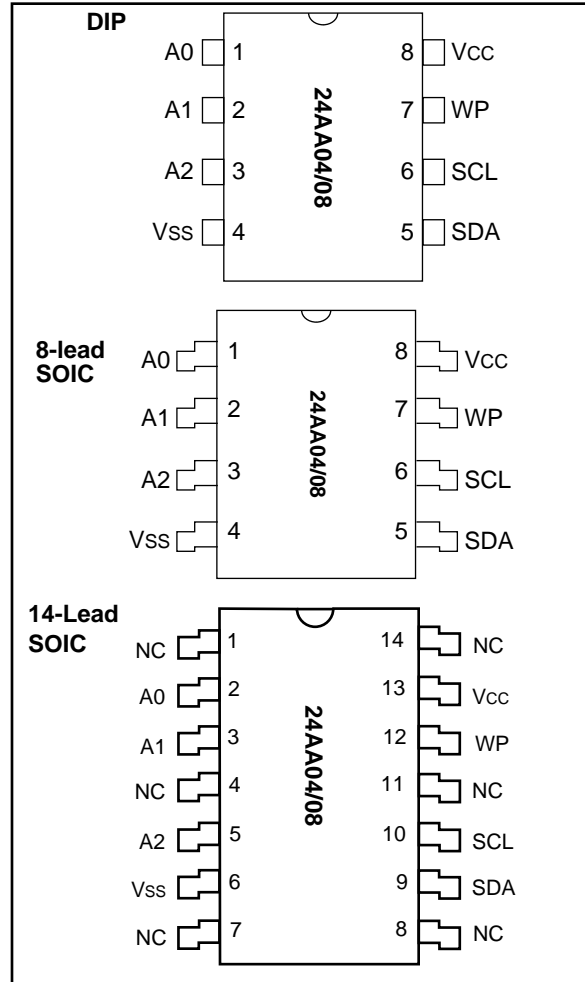 DIP
A0 1 8 VCC
A1 2 7 WP
A2 3 6 SCL
VSS 4 5 SDA
24AA04/08
8-lead
SOIC
A0 1 8 VCC
A1 2 7 WP
A2 3 6 SCL
VSS 4 5 SDA
24AA04/08
14-Lead
SOIC
NC 1 14 NC
A0 2 13 VCC
A1 3 12 WP
NC 4 11 NC
A2 5 10 SCL
VSS 6 9 SDA
NC 7 8 NC
24AA04/08